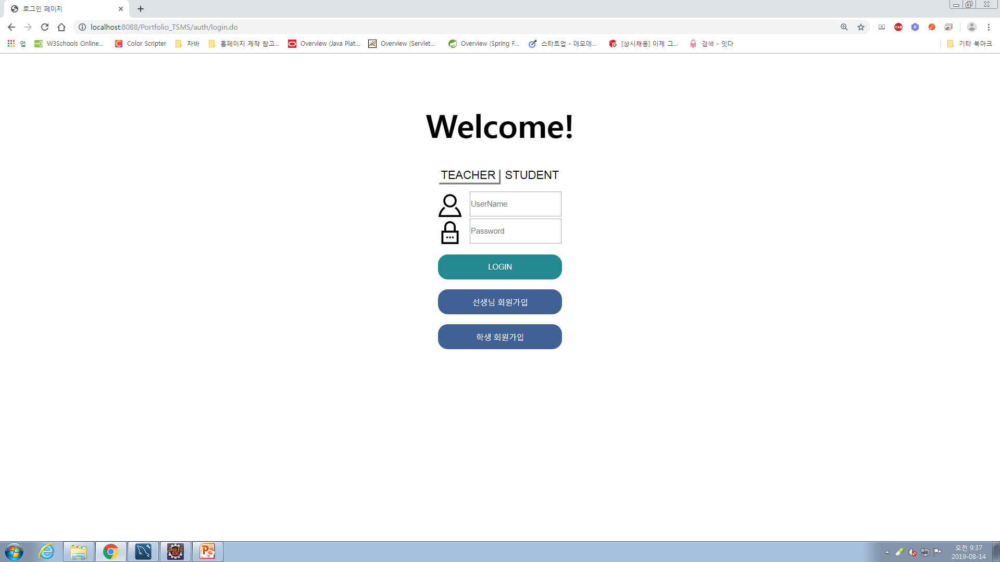 로그인 페이지
localhost:8088/Portfolio_TSMS/auth/login.do
앱 W3Schools Online... Color Scripter 자바 홈페이지 제작 참고... Overview (Java Plat... Overview (Servlet... Overview (Spring F... 스타트업 - 데모데... [상시채용] 이제 그... 검색 - 잇다 기타 북마크
Welcome!
TEACHER STUDENT
UserName
Password
LOGIN
선생님 회원가입
학생 회원가입
Java EE
IDE
오전 9:37
2019-08-14